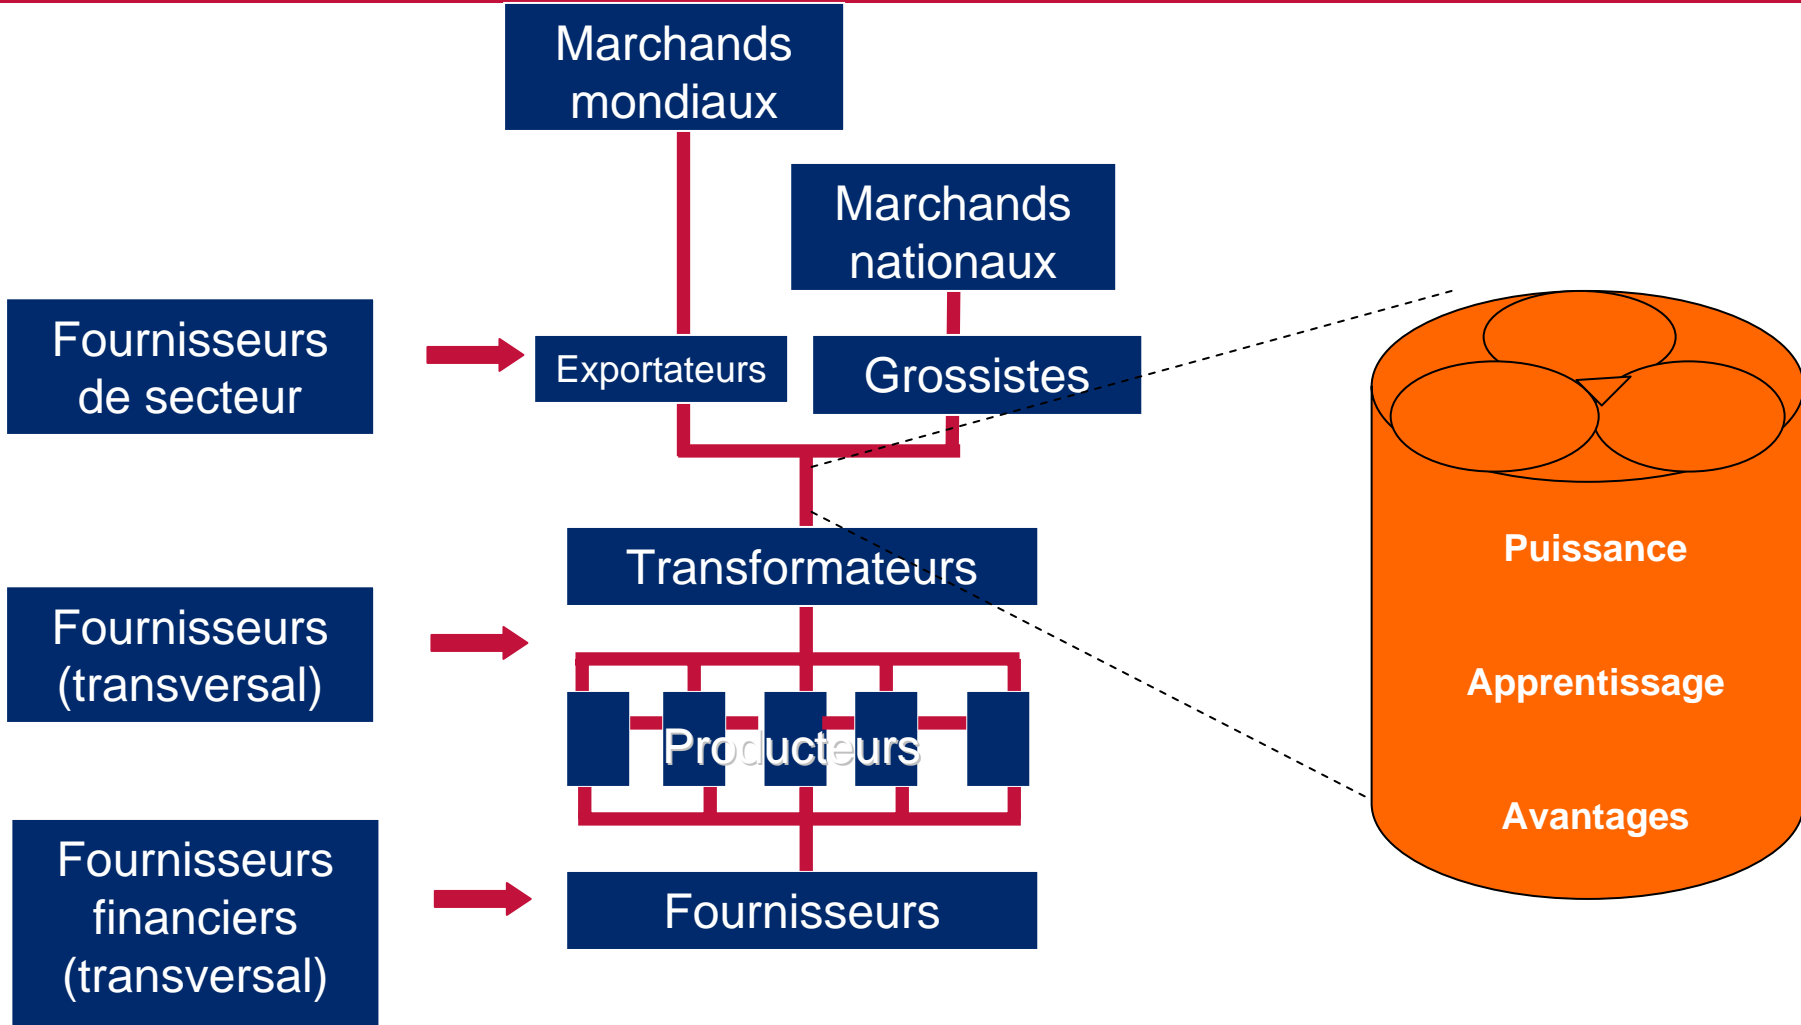 Marchands
mondiaux
Marchands
nationaux
Fournisseurs
de secteur
Exportateurs
Grossistes
Transformateurs
Fournisseurs
(transversal)
Producteurs
Fournisseurs
financiers
(transversal)
Fournisseurs
Puissance
Apprentissage
Avantages